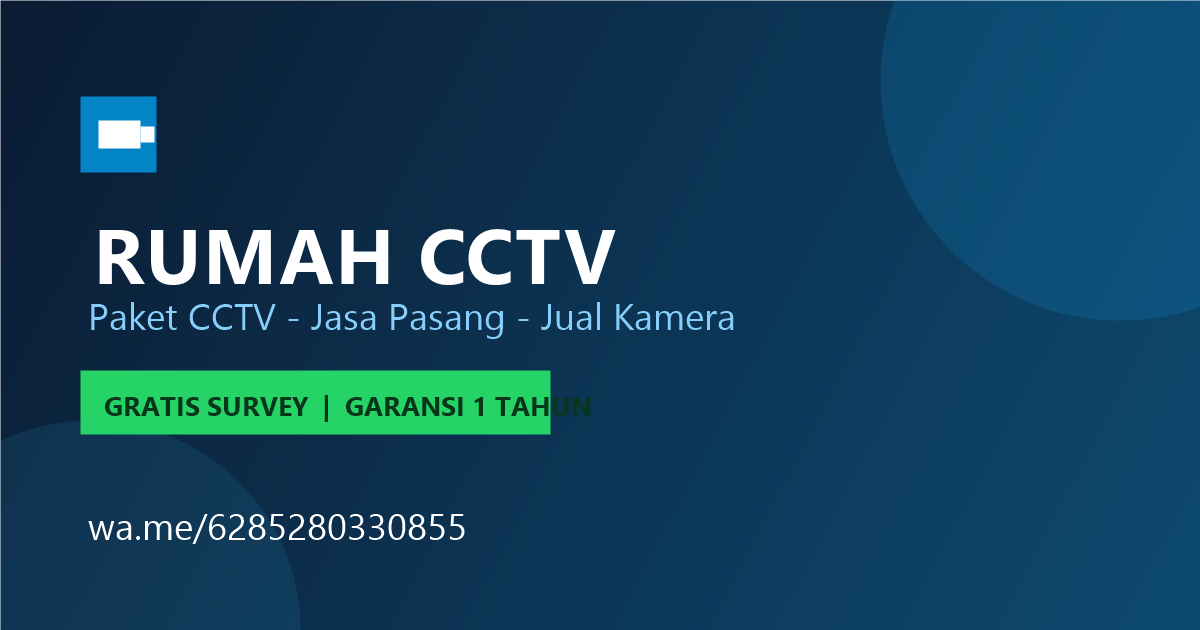 RUMAH CCTV
Paket CCTV - Jasa Pasang - Jual Kamera
GRATIS SURVEY | GARANSI 1 TAHUN
wa.me/6285280330855